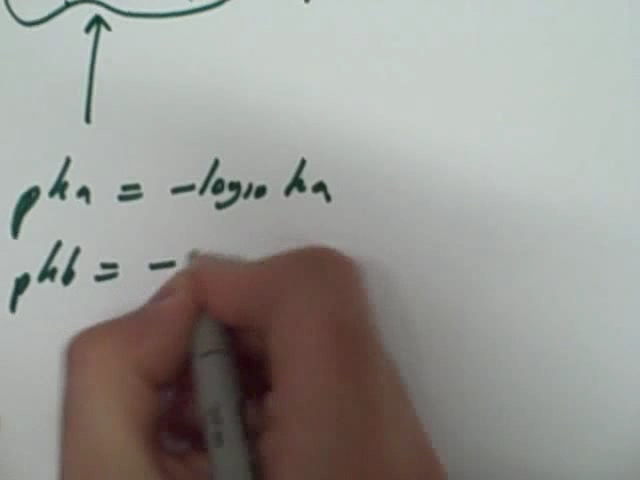 pka = -log10 ka
pkb = -